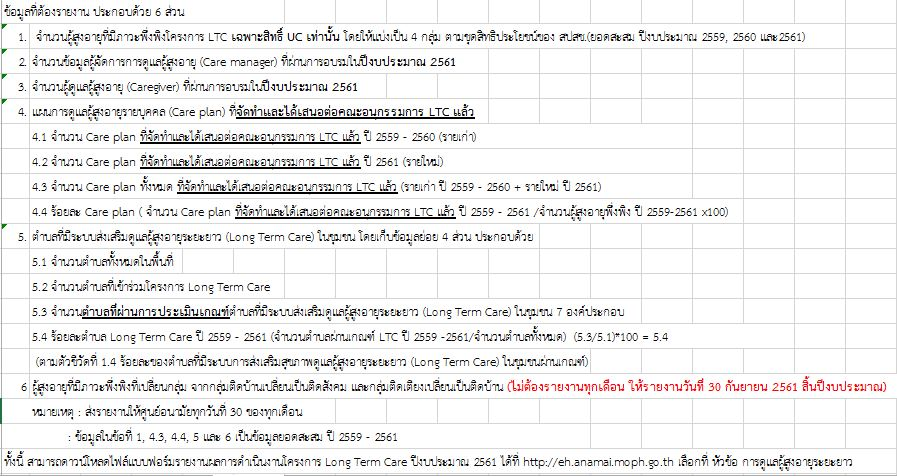 ข้อมูลที่ต้องรายงาน ประกอบด้วย 6 ส่วน
1. จำนวนผู้สูงอายุที่มีภาวะพึ่งพิงโครงการ LTC เฉพาะสิทธิ์ UC เท่านั้น โดยให้แบ่งเป็น 4 กลุ่ม ตามชุดสิทธิประโยชน์ของ สปสช.(ยอดสะสม ปีงบประมาณ 2559, 2560 และ2561)
2. จำนวนข้อมูลผู้จัดการการดูแลผู้สูงอายุ (Care manager) ที่ผ่านการอบรมในปีงบประมาณ 2561
3. จำนวนผู้ดูแลผู้สูงอายุ (Caregiver) ที่ผ่านการอบรมในปีงบประมาณ 2561
4. แผนการดูแลผู้สูงอายุรายบุคคล (Care plan) ที่จัดทำและได้เสนอต่อคณะอนุกรรมการ LTC แล้ว
4.1 จำนวน Care plan ที่จัดทำและได้เสนอต่อคณะอนุกรรมการ LTC แล้ว ปี 2559 - 2560 (รายเก่า)
4.2 จำนวน Care plan ที่จัดทำและได้เสนอต่อคณะอนุกรรมการ LTC แล้ว ปี 2561 (รายใหม่)
4.3 จำนวน Care plan ทั้งหมด ที่จัดทำและได้เสนอต่อคณะอนุกรรมการ LTC แล้ว (รายเก่า ปี 2559 - 2560 + รายใหม่ ปี 2561)
4.4 ร้อยละ Care plan ( จำนวน Care plan ที่จัดทำและได้เสนอต่อคณะอนุกรรมการ LTC แล้ว ปี 2559 - 2561 /จำนวนผู้สูงอายุพึ่งพิง ปี 2559-2561 x100)
5. ตำบลที่มีระบบส่งเสริมดูแลผู้สูงอายุระยะยาว (Long Term Care) ในชุมชน โดยเก็บข้อมูลย่อย 4 ส่วน ประกอบด้วย
5.1 จำนวนตำบลทั้งหมดในพื้นที่
5.2 จำนวนตำบลที่เข้าร่วมโครงการ Long Term Care
5.3 จำนวนตำบลที่ผ่านการประเมินเกณฑ์ตำบลที่มีระบบส่งเสริมดูแลผู้สูงอายุระยะยาว (Long Term Care) ในชุมชน 7 องค์ประกอบ
5.4 ร้อยละตำบล Long Term Care ปี 2559 - 2561 (จำนวนตำบลผ่านเกณฑ์ LTC ปี 2559 -2561/จำนวนตำบลทั้งหมด) (5.3/5.1)*100 = 5.4
(ตามตัวชี้วัดที่ 1.4 ร้อยละของตำบลที่มีระบบการส่งเสริมสุขภาพดูแลผู้สูงอายุระยะยาว (Long Term Care) ในชุมชนผ่านเกณฑ์)
6 ผู้สูงอายุที่มีภาวะพึ่งพิงที่เปลี่ยนกลุ่ม จากกลุ่มติดบ้านเปลี่ยนเป็นติดสังคม และกลุ่มติดเตียงเปลี่ยนเป็นติดบ้าน (ไม่ต้องรายงานทุกเดือน ให้รายงานวันที่ 30 กันยายน 2561 สิ้นปีงบประมาณ)
หมายเหตุ : ส่งรายงานให้ศูนย์อนามัยทุกวันที่ 30 ของทุกเดือน
: ข้อมูลในข้อที่ 1, 4.3, 4.4, 5 และ 6 เป็นข้อมูลยอดสะสม ปี 2559 - 2561
ทั้งนี้ สามารถดาวน์โหลดไฟล์แบบฟอร์มรายงานผลการดำเนินงานโครงการ Long Term Care ปีงบประมาณ 2561 ได้ที่ http://eh.anamai.moph.go.th เลือกที่ หัวข้อ การดูแลผู้สูงอายุระยะยาว